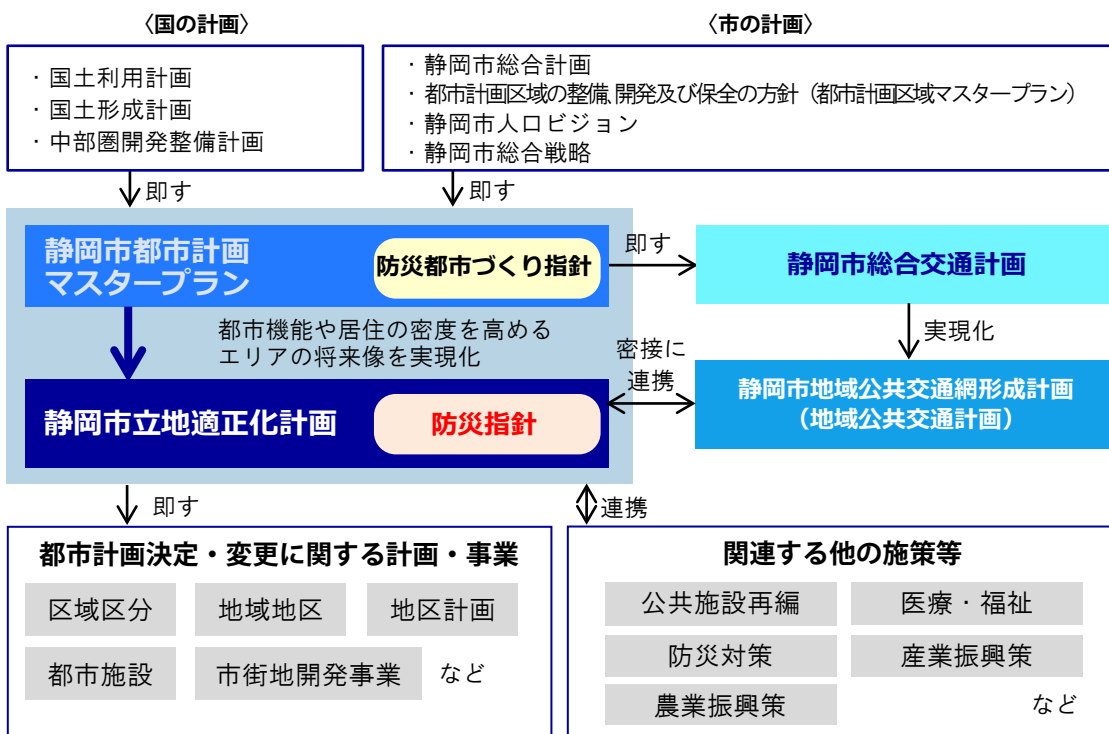 〈国の計画〉
・国土利用計画
・国土形成計画
・中部圏開発整備計画
〈市の計画〉
・静岡市総合計画
・都市計画区域の整備、開発及び保全の方針（都市計画区域マスタープラン）
・静岡市人口ビジョン
・静岡市総合戦略
即す
即す
静岡市都市計画
マスタープラン
防災都市づくり指針
即す
静岡市総合交通計画
都市機能や居住の密度を高める
エリアの将来像を実現化
実現化
密接に
連携
静岡市立地適正化計画
防災指針
静岡市地域公共交通網形成計画
（地域公共交通計画）
即す
連携
都市計画決定・変更に関する計画・事業
区域区分
地域地区
地区計画
都市施設
市街地開発事業
など
関連する他の施策等
公共施設再編
医療・福祉
防災対策
産業振興策
農業振興策
など